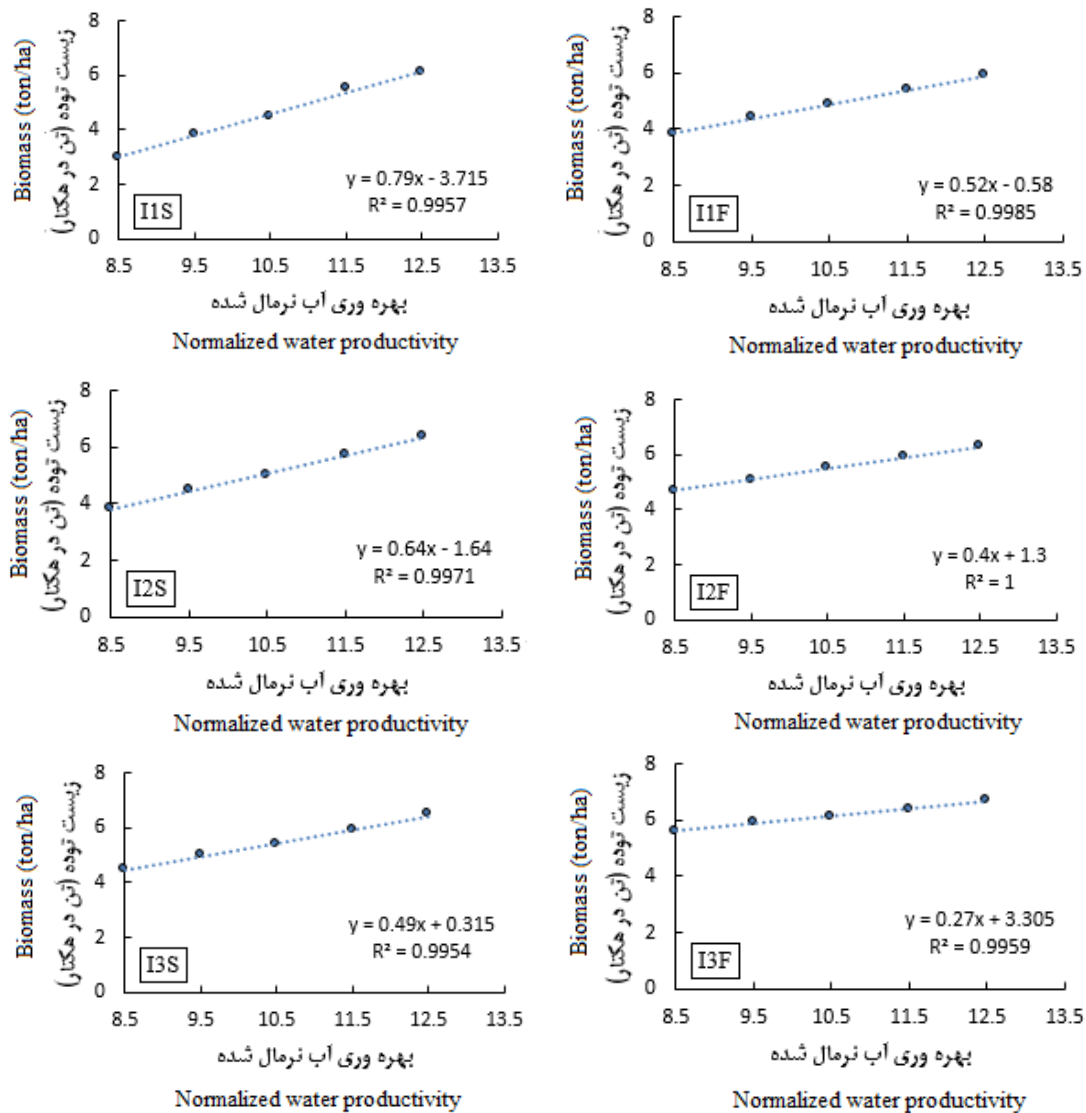 Biomass (ton/ha)
زیست توده (تن در هکتار)
8
6
4
2
0
y = 0.79x - 3.715
R² = 0.9957
I1S
8.5 9.5 10.5 11.5 12.5 13.5
بهره وری آب نرمال شده
Normalized water productivity
Biomass (ton/ha)
زیست توده (تن در هکتار)
8
6
4
2
0
y = 0.52x - 0.58
R² = 0.9985
I1F
8.5 9.5 10.5 11.5 12.5 13.5
بهره وری آب نرمال شده
Normalized water productivity
Biomass (ton/ha)
زیست توده (تن در هکتار)
8
6
4
2
0
y = 0.64x - 1.64
R² = 0.9971
I2S
8.5 9.5 10.5 11.5 12.5 13.5
بهره وری آب نرمال شده
Normalized water productivity
Biomass (ton/ha)
زیست توده (تن در هکتار)
8
6
4
2
0
y = 0.4x + 1.3
R² = 1
I2F
8.5 9.5 10.5 11.5 12.5 13.5
بهره وری آب نرمال شده
Normalized water productivity
Biomass (ton/ha)
زیست توده (تن در هکتار)
8
6
4
2
0
y = 0.49x + 0.315
R² = 0.9954
I3S
8.5 9.5 10.5 11.5 12.5 13.5
بهره وری آب نرمال شده
Normalized water productivity
Biomass (ton/ha)
زیست توده (تن در هکتار)
8
6
4
2
0
y = 0.27x + 3.305
R² = 0.9959
I3F
8.5 9.5 10.5 11.5 12.5 13.5
بهره وری آب نرمال شده
Normalized water productivity